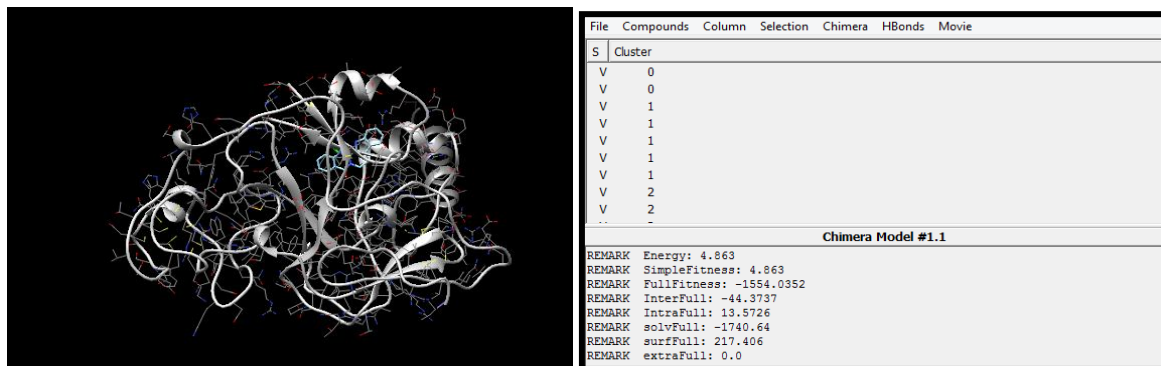 File Compounds Column Selection Chimera HBonds Movie
S Cluster
V 0
V 0
V 1
V 1
V 1
V 1
V 1
V 2
V 2
Chimera Model #1.1
REMARK Energy: 4.863
REMARK SimpleFitness: 4.863
REMARK FullFitness: -1554.0352
REMARK InterFull: -44.3737
REMARK IntraFull: 13.5726
REMARK solvFull: -1740.64
REMARK surfFull: 217.406
REMARK extraFull: 0.0